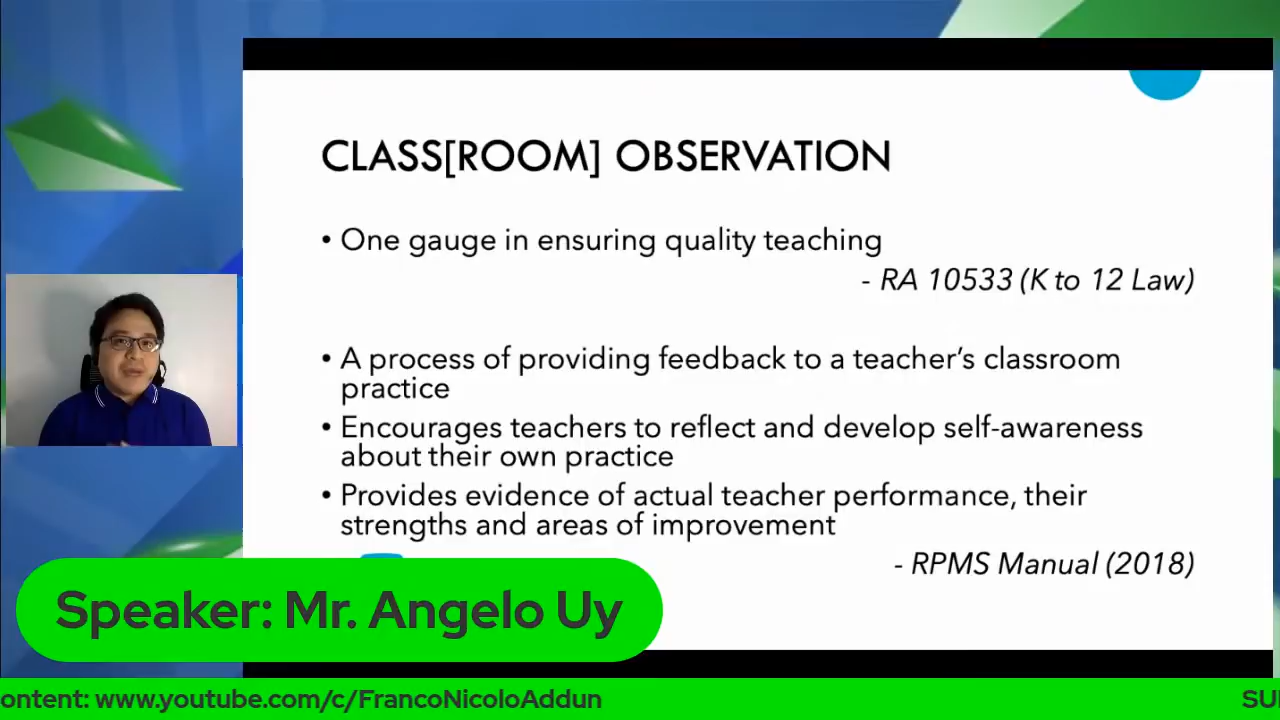 CLASS[ROOM] OBSERVATION
• One gauge in ensuring quality teaching
- RA 10533 (K to 12 Law)
• A process of providing feedback to a teacher's classroom
practice
• Encourages teachers to reflect and develop self-awareness
about their own practice
• Provides evidence of actual teacher performance, their
strengths and areas of improvement
- RPMS Manual (2018)
Speaker: Mr. Angelo Uy
ontent: www.youtube.com/c/FrancoNicoloAddun
SU